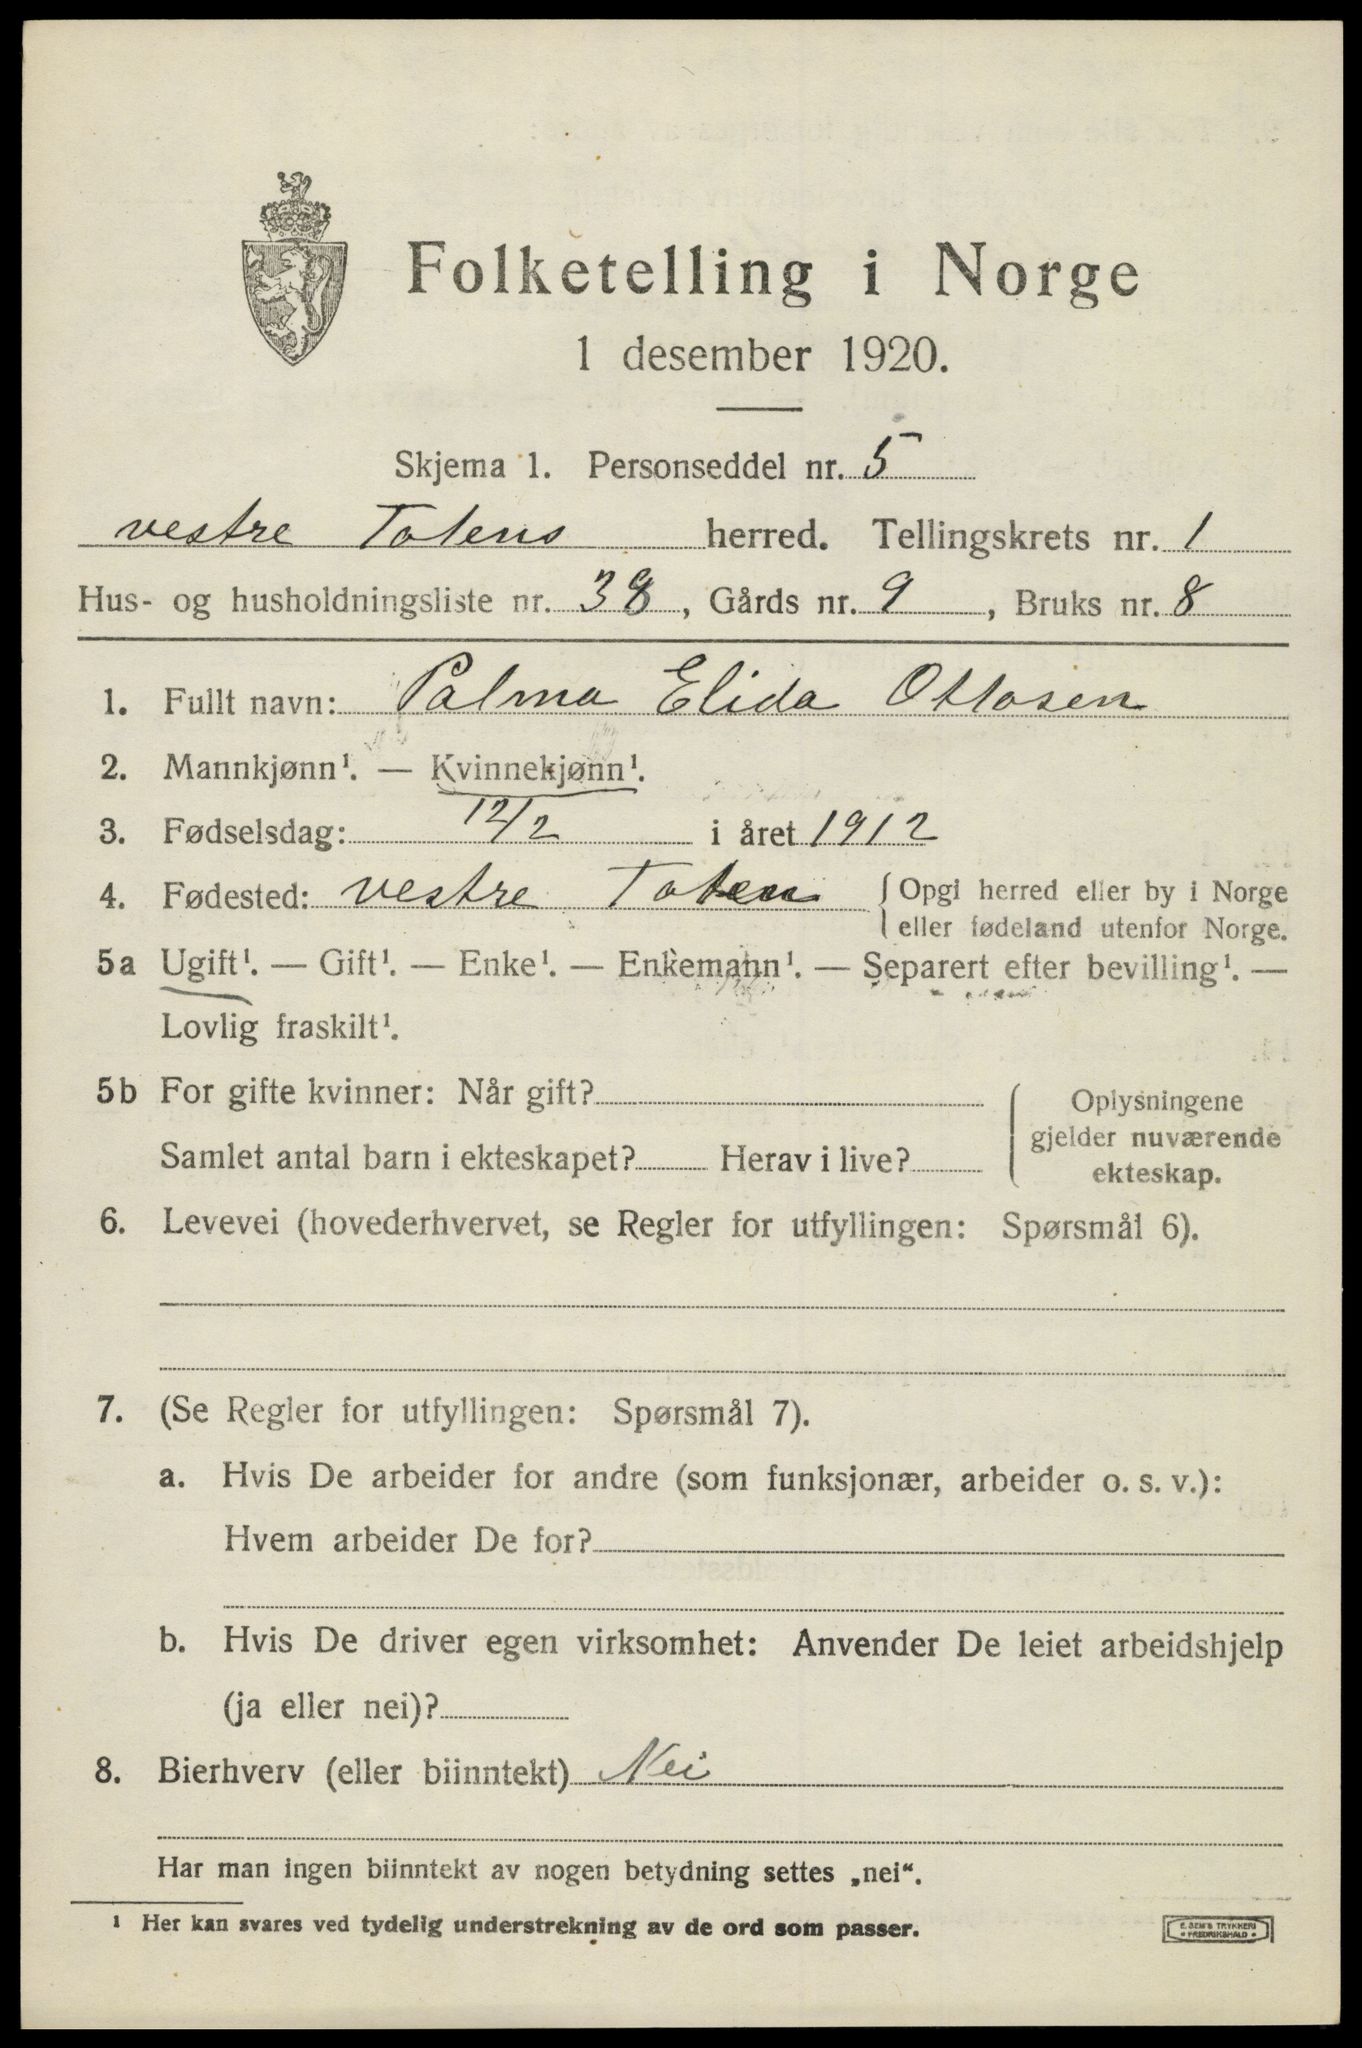 Folketelling i Norge
1 desember 1920.
Skjema 1. Personseddel nr. 5
vestre Totens herred. Tellingskrets nr. 1
Hus- og husholdningsliste nr. 38, Gårds nr. 9, Bruks nr. 8
1. Fullt navn: Palma Elida Ottosen
2. Mannkjønn¹. — Kvinnekjønn¹.
3. Fødselsdag: 12/2 i året 1912
4. Fødested: vestre Toten { Opgi herred eller by i Norge
eller fødeland utenfor Norge.
5a Ugift¹. — Gift¹. — Enke¹. — Enkemann¹. — Separert efter bevilling¹. —
Lovlig fraskilt¹.
5b For gifte kvinner: Når gift?
Samlet antal barn i ekteskapet? Herav i live?
Oplysningene
gjelder nuværende
ekteskap.
6. Levevei (hovederhvervet, se Regler for utfyllingen: Spørsmål 6).
7. (Se Regler for utfyllingen: Spørsmål 7).
a. Hvis De arbeider for andre (som funksjonær, arbeider o. s. v.):
Hvem arbeider De for?
b. Hvis De driver egen virksomhet: Anvender De leiet arbeidshjelp
(ja eller nei)?
8. Bierhverv (eller biinntekt) Nei
Har man ingen biinntekt av nogen betydning settes „nei“.
¹ Her kan svares ved tydelig understrekning av de ord som passer.
E. SEM'S TRYKKERI
FREDRIKSHALD